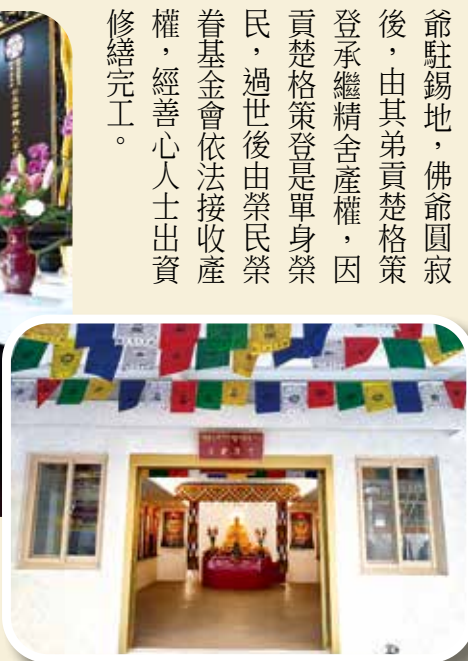 爺駐錫地，佛爺圓寂
後，由其弟貢楚格策
登承繼精舍產權，因
貢楚格策登是單身榮
民，過世後由榮民榮
眷基金會依法接收產
權，經善心人士出資
修繕完工。